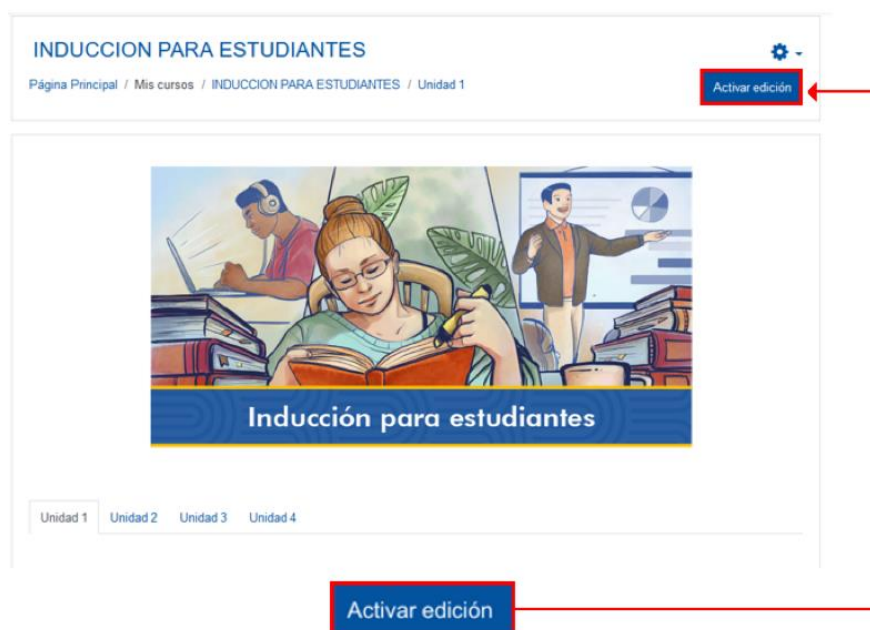 INDUCCION PARA ESTUDIANTES
Página Principal / Mis cursos / INDUCCION PARA ESTUDIANTES / Unidad 1
Activar edición
Inducción para estudiantes
Unidad 1 Unidad 2 Unidad 3 Unidad 4
Activar edición